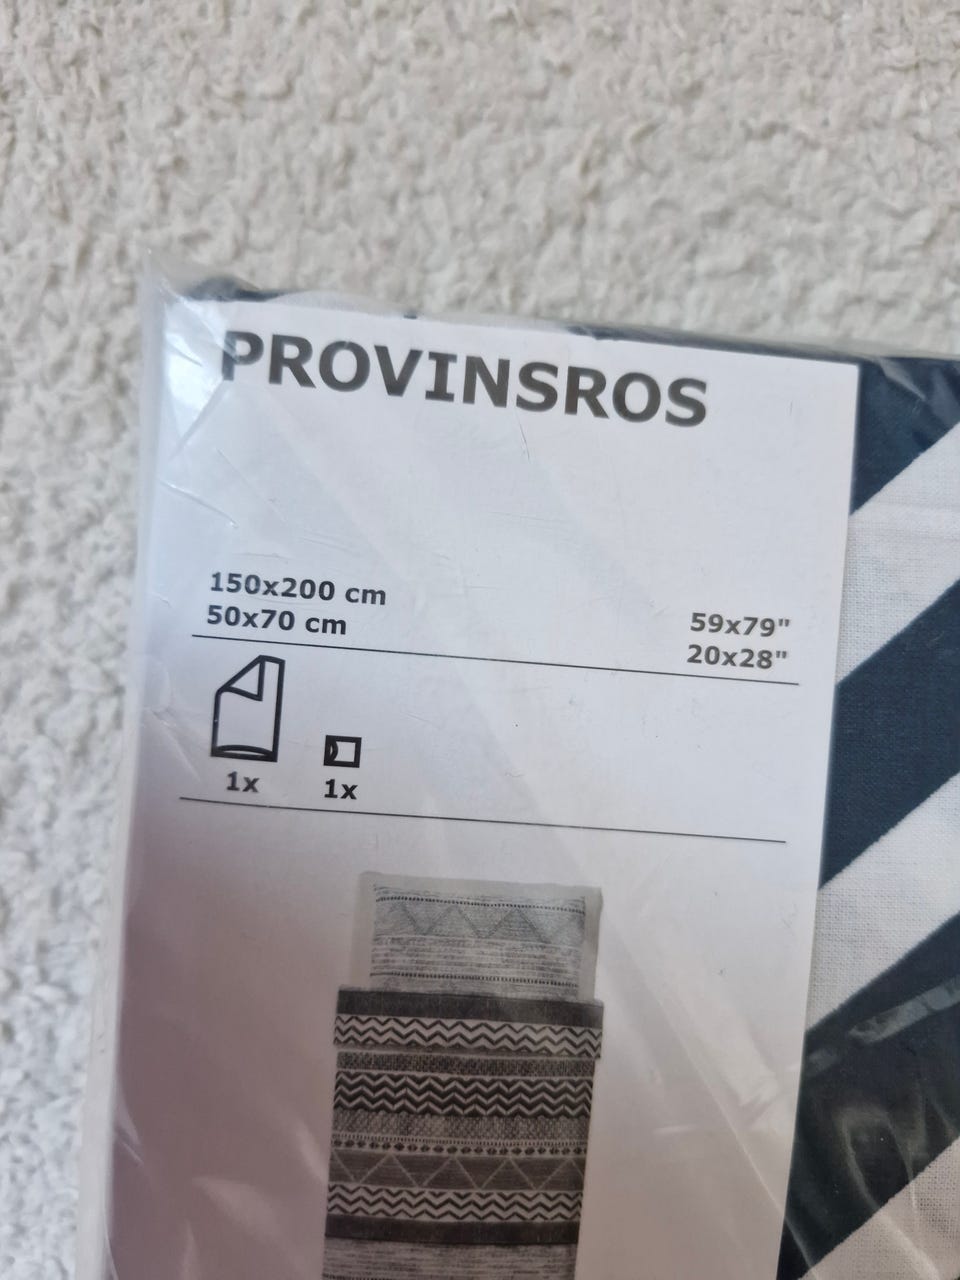 PROVINSROS
150x200 cm
50x70 cm
59x79"
20x28"
1x
1x